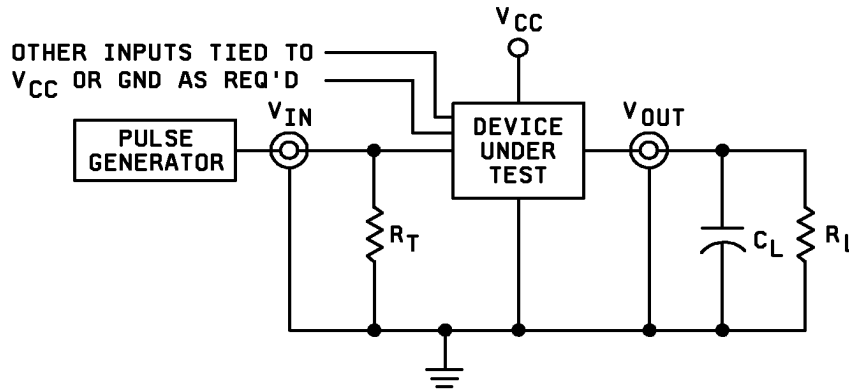 V_CC
OTHER INPUTS TIED TO
V_CC OR GND AS REQ'D
V_IN
V_OUT
PULSE
GENERATOR
DEVICE
UNDER
TEST
R_T
C_L
R_L